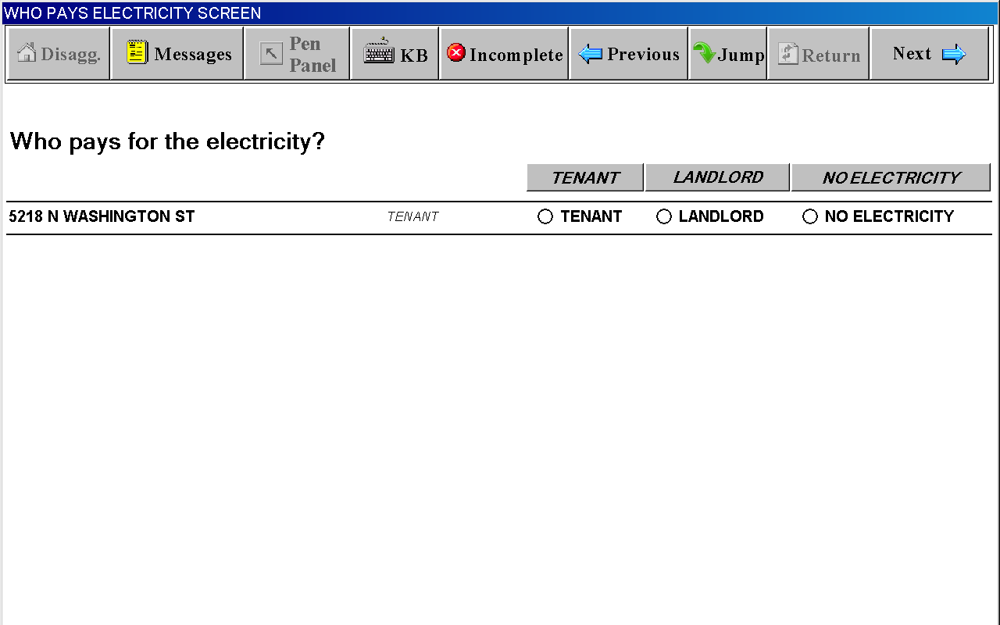 WHO PAYS ELECTRICITY SCREEN
Disagg. Messages Pen Panel KB Incomplete Previous Jump Return Next
Who pays for the electricity?
TENANT LANDLORD NO ELECTRICITY
5218 N WASHINGTON ST TENANT TENANT LANDLORD NO ELECTRICITY